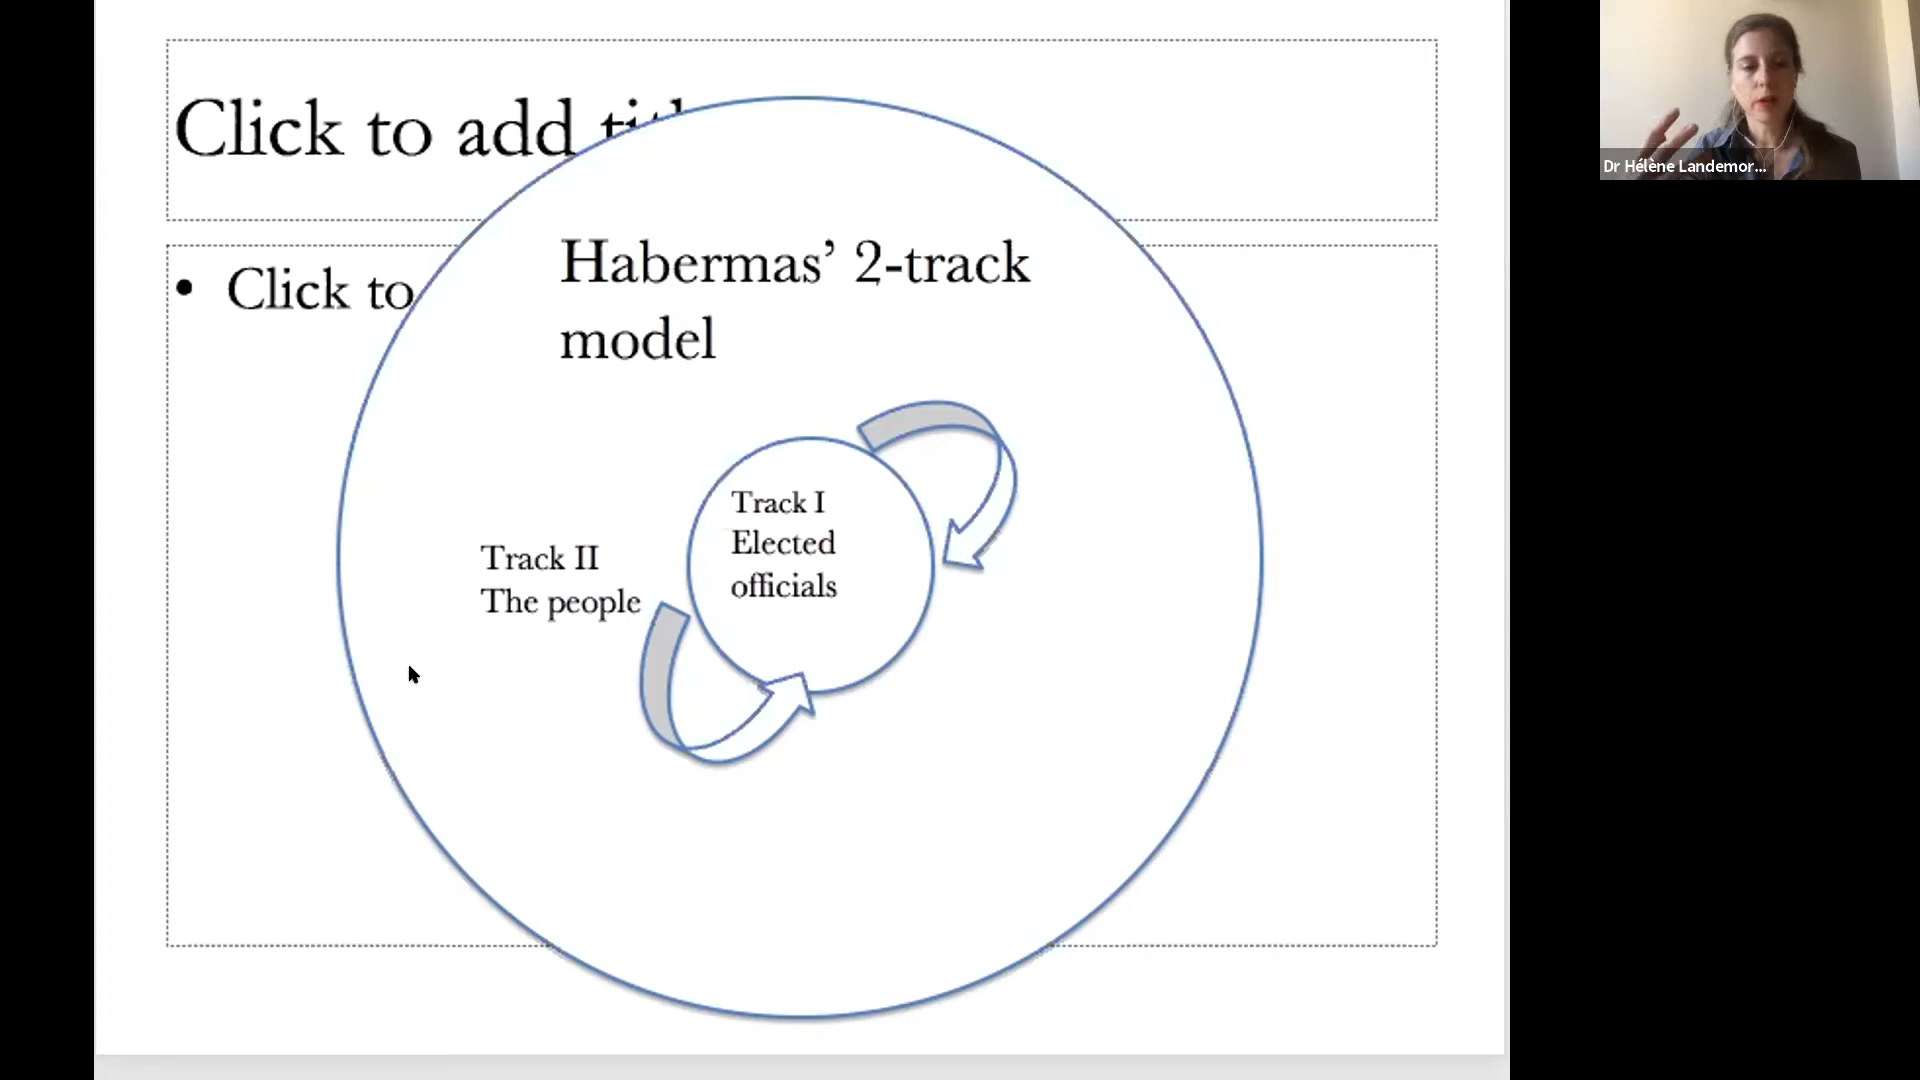 Click to add
Habermas’ 2-track
model
• Click to
Track I
Elected
officials
Track II
The people
Dr Hélène Landemor...